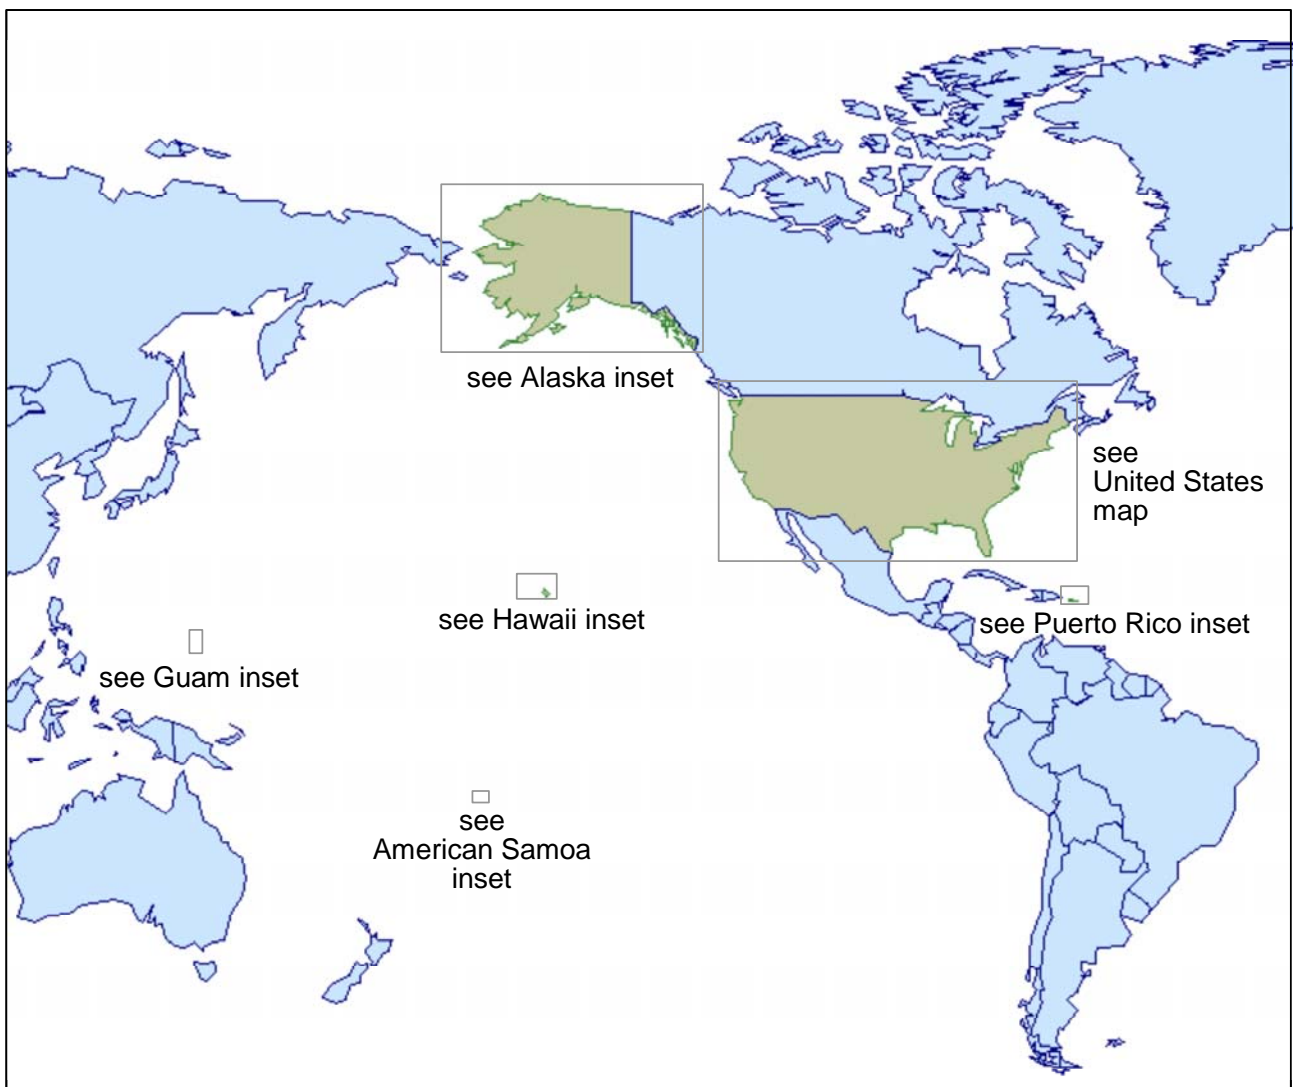 see Alaska inset
see
United States
map
see Hawaii inset
see Puerto Rico inset
see Guam inset
see
American Samoa
inset